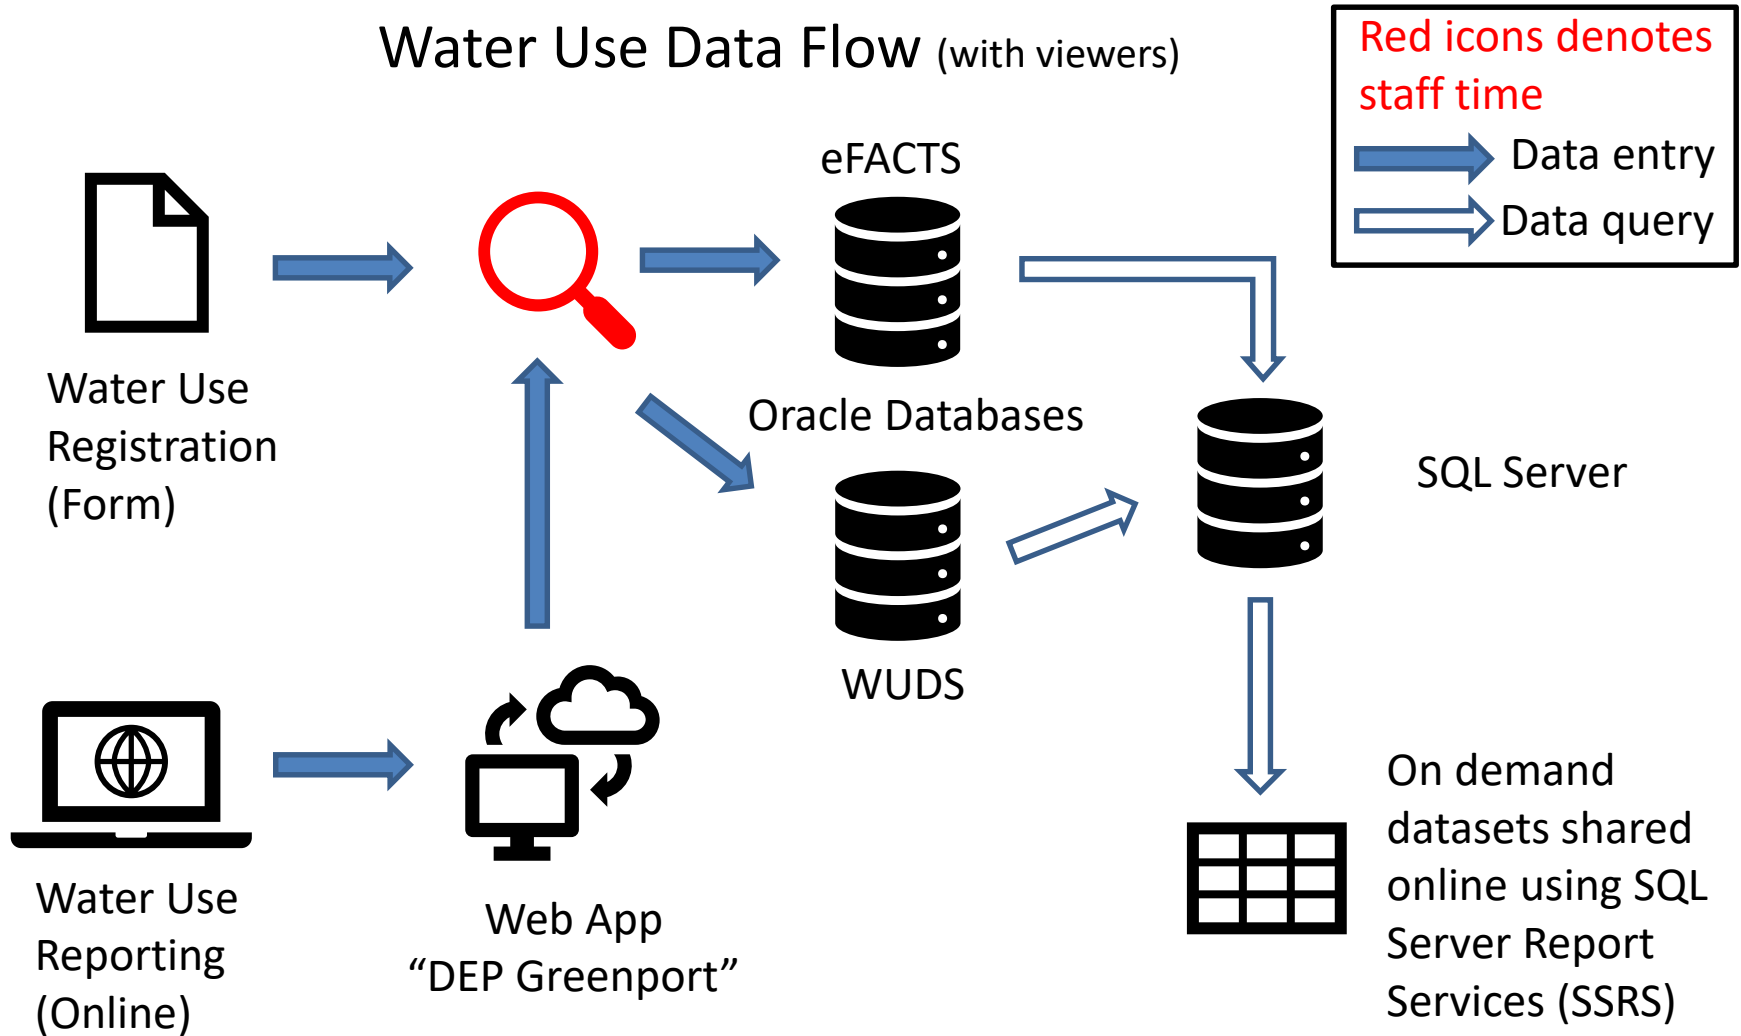 Water Use Data Flow (with viewers)
Red icons denotes
staff time
Data entry
Data query
eFACTS
Water Use
Registration
(Form)
Oracle Databases
SQL Server
WUDS
Water Use
Reporting
(Online)
Web App
“DEP Greenport”
On demand
datasets shared
online using SQL
Server Report
Services (SSRS)